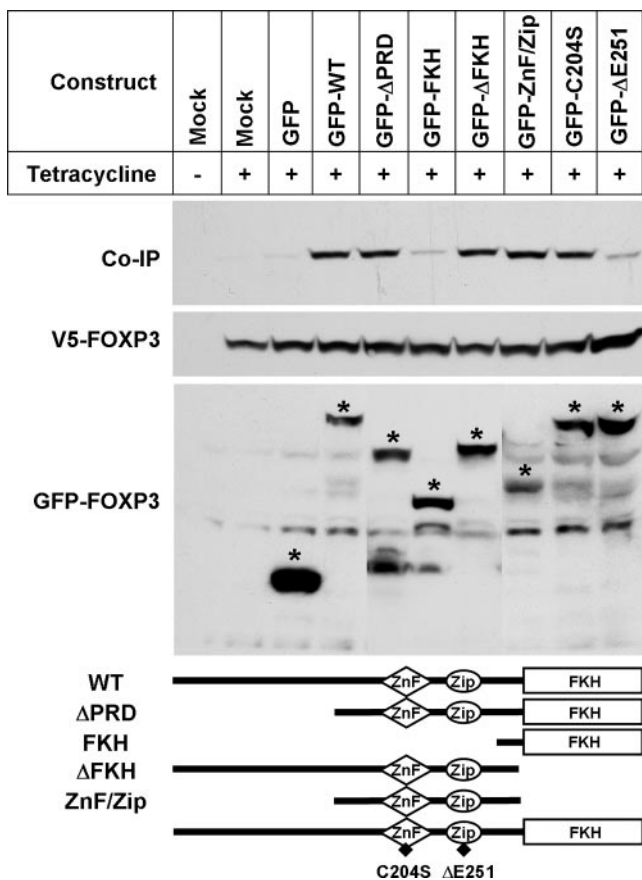 Construct
Mock
Mock
GFP
GFP-WT
GFP-ΔPRD
GFP-FKH
GFP-ΔFKH
GFP-ZnF/Zip
GFP-C204S
GFP-ΔE251
Tetracycline - + + + + + + + + +
Co-IP
V5-FOXP3
GFP-FOXP3
* * * * * * * *
WT ZnF Zip FKH
ΔPRD ZnF Zip FKH
FKH FKH
ΔFKH ZnF Zip
ZnF/Zip ZnF Zip
ZnF Zip FKH
C204S ΔE251